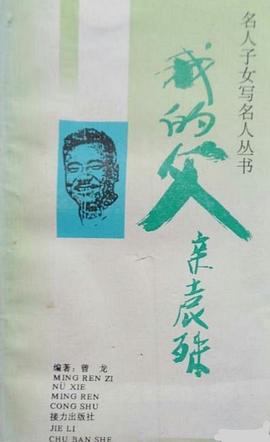 名人子女写名人丛书
我的父
亲袁殊
编著：曾 龙
MING REN ZI
NÜ XIE
MING REN
CONG SHU
接力出版社
JIE LI
CHU BAN SHE